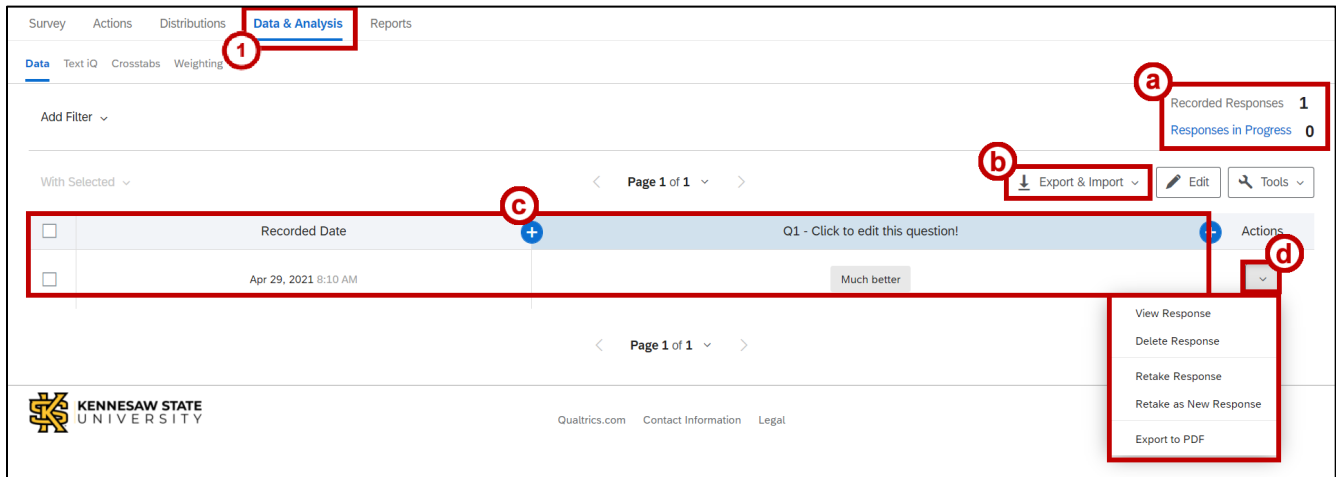 Survey Actions Distributions Data & Analysis Reports
1
Data Text iQ Crosstabs Weighting
a
Recorded Responses 1
Add Filter
Responses in Progress 0
b
With Selected
Page 1 of 1
Export & Import Edit Tools
c
Recorded Date Q1 - Click to edit this question! Actions
d
Apr 29, 2021 8:10 AM Much better
View Response
Delete Response
Page 1 of 1
Retake Response
Retake as New Response
Export to PDF
KENNESAW STATE
UNIVERSITY
Qualtrics.com Contact Information Legal